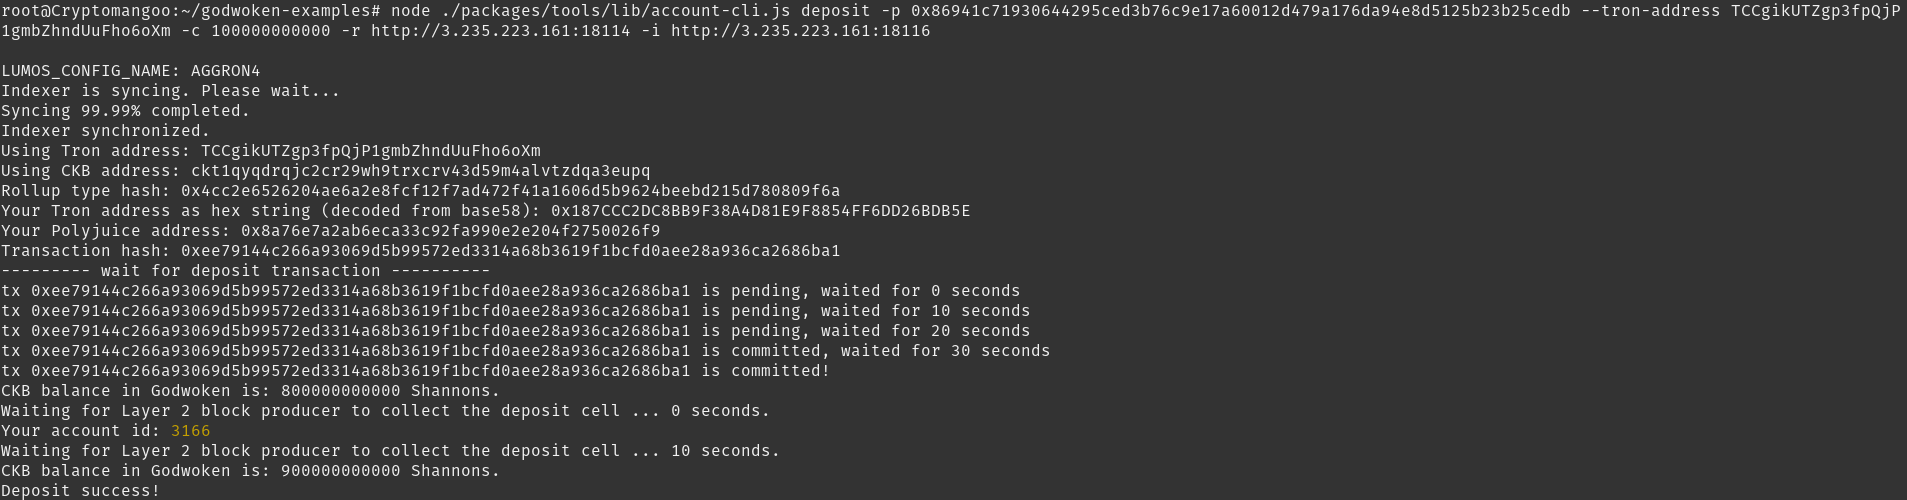 root@Cryptomangoo:~/godwoken-examples# node ./packages/tools/lib/account-cli.js deposit -p 0x86941c71930644295ced3b76c9e17a60012d479a176da94e8d5125b23b25cedb --tron-address TCCgikUTZgp3fpQjP
1gmbZhndUuFho6oXm -c 100000000000 -r http://3.235.223.161:18114 -i http://3.235.223.161:18116
LUMOS_CONFIG_NAME: AGGRON4
Indexer is syncing. Please wait...
Syncing 99.99% completed.
Indexer synchronized.
Using Tron address: TCCgikUTZgp3fpQjP1gmbZhndUuFho6oXm
Using CKB address: ckt1qyqdrqjc2cr29wh9trxcrv43d59m4alvtzdqa3eupq
Rollup type hash: 0x4cc2e6526204ae6a2e8fcf12f7ad472f41a1606d5b9624beebd215d780809f6a
Your Tron address as hex string (decoded from base58): 0x187CCC2DC8BB9F38A4D81E9F8854FF6DD26BDB5E
Your Polyjuice address: 0x8a76e7a2ab6eca33c92fa990e2e204f2750026f9
Transaction hash: 0xee79144c266a93069d5b99572ed3314a68b3619f1bcfd0aee28a936ca2686ba1
--------- wait for deposit transaction ----------
tx 0xee79144c266a93069d5b99572ed3314a68b3619f1bcfd0aee28a936ca2686ba1 is pending, waited for 0 seconds
tx 0xee79144c266a93069d5b99572ed3314a68b3619f1bcfd0aee28a936ca2686ba1 is pending, waited for 10 seconds
tx 0xee79144c266a93069d5b99572ed3314a68b3619f1bcfd0aee28a936ca2686ba1 is pending, waited for 20 seconds
tx 0xee79144c266a93069d5b99572ed3314a68b3619f1bcfd0aee28a936ca2686ba1 is committed, waited for 30 seconds
tx 0xee79144c266a93069d5b99572ed3314a68b3619f1bcfd0aee28a936ca2686ba1 is committed!
CKB balance in Godwoken is: 800000000000 Shannons.
Waiting for Layer 2 block producer to collect the deposit cell ... 0 seconds.
Your account id: 3166
Waiting for Layer 2 block producer to collect the deposit cell ... 10 seconds.
CKB balance in Godwoken is: 900000000000 Shannons.
Deposit success!